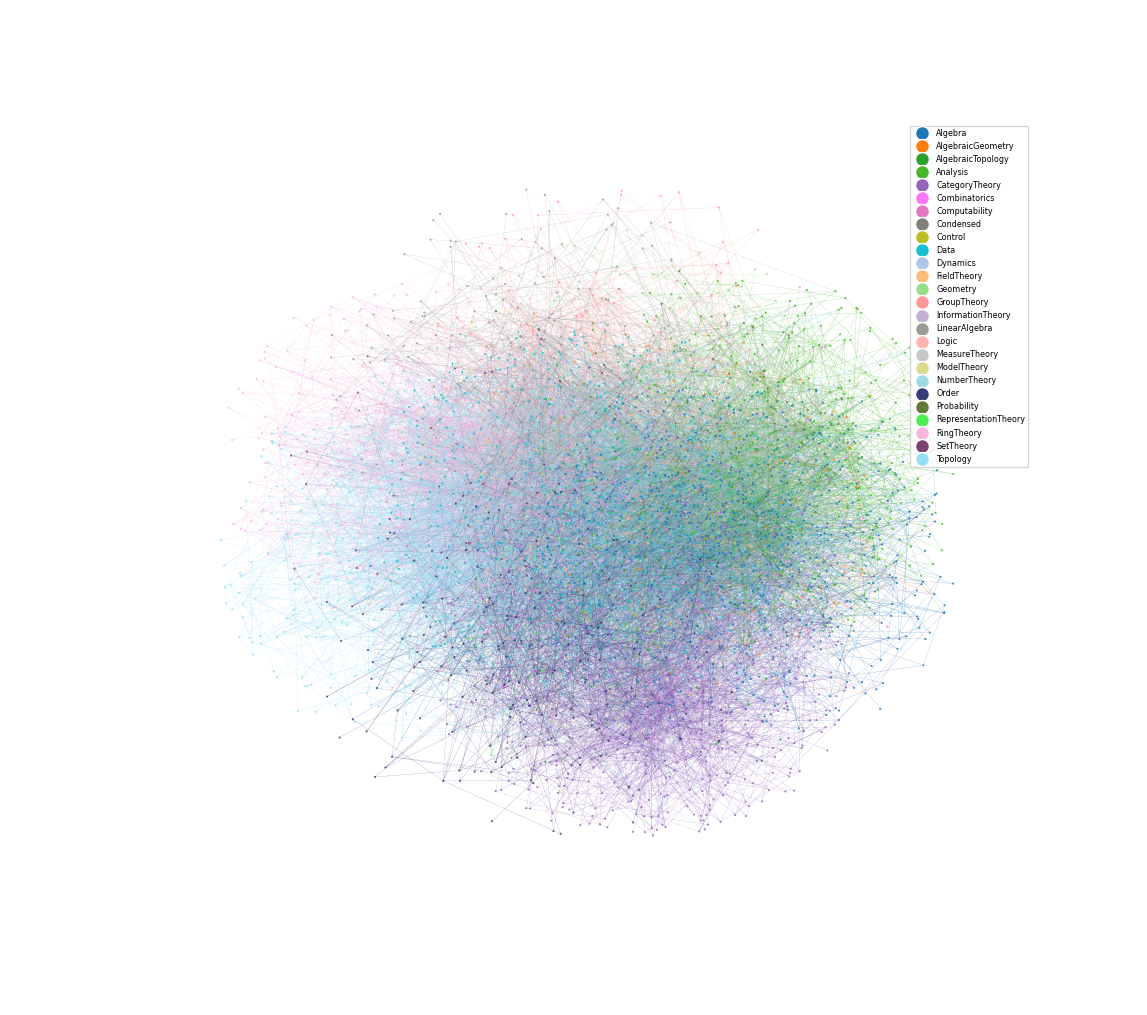 Algebra
AlgebraicGeometry
AlgebraicTopology
Analysis
CategoryTheory
Combinatorics
Computability
Condensed
Control
Data
Dynamics
FieldTheory
Geometry
GroupTheory
InformationTheory
LinearAlgebra
Logic
MeasureTheory
ModelTheory
NumberTheory
Order
Probability
RepresentationTheory
RingTheory
SetTheory
Topology